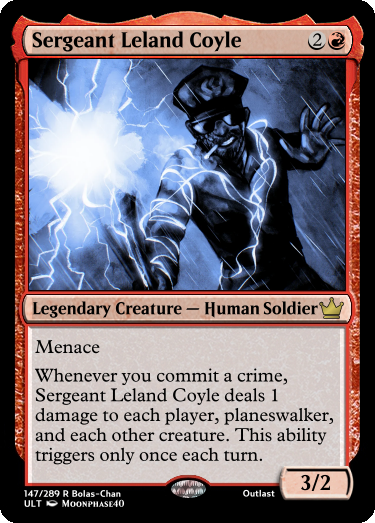 Sergeant Leland Coyle 2
Legendary Creature — Human Soldier
Menace
Whenever you commit a crime,
Sergeant Leland Coyle deals 1
damage to each player, planeswalker,
and each other creature. This ability
triggers only once each turn.
3/2
147/289 R Bolas-Chan Outlast
ULT Moonphase40